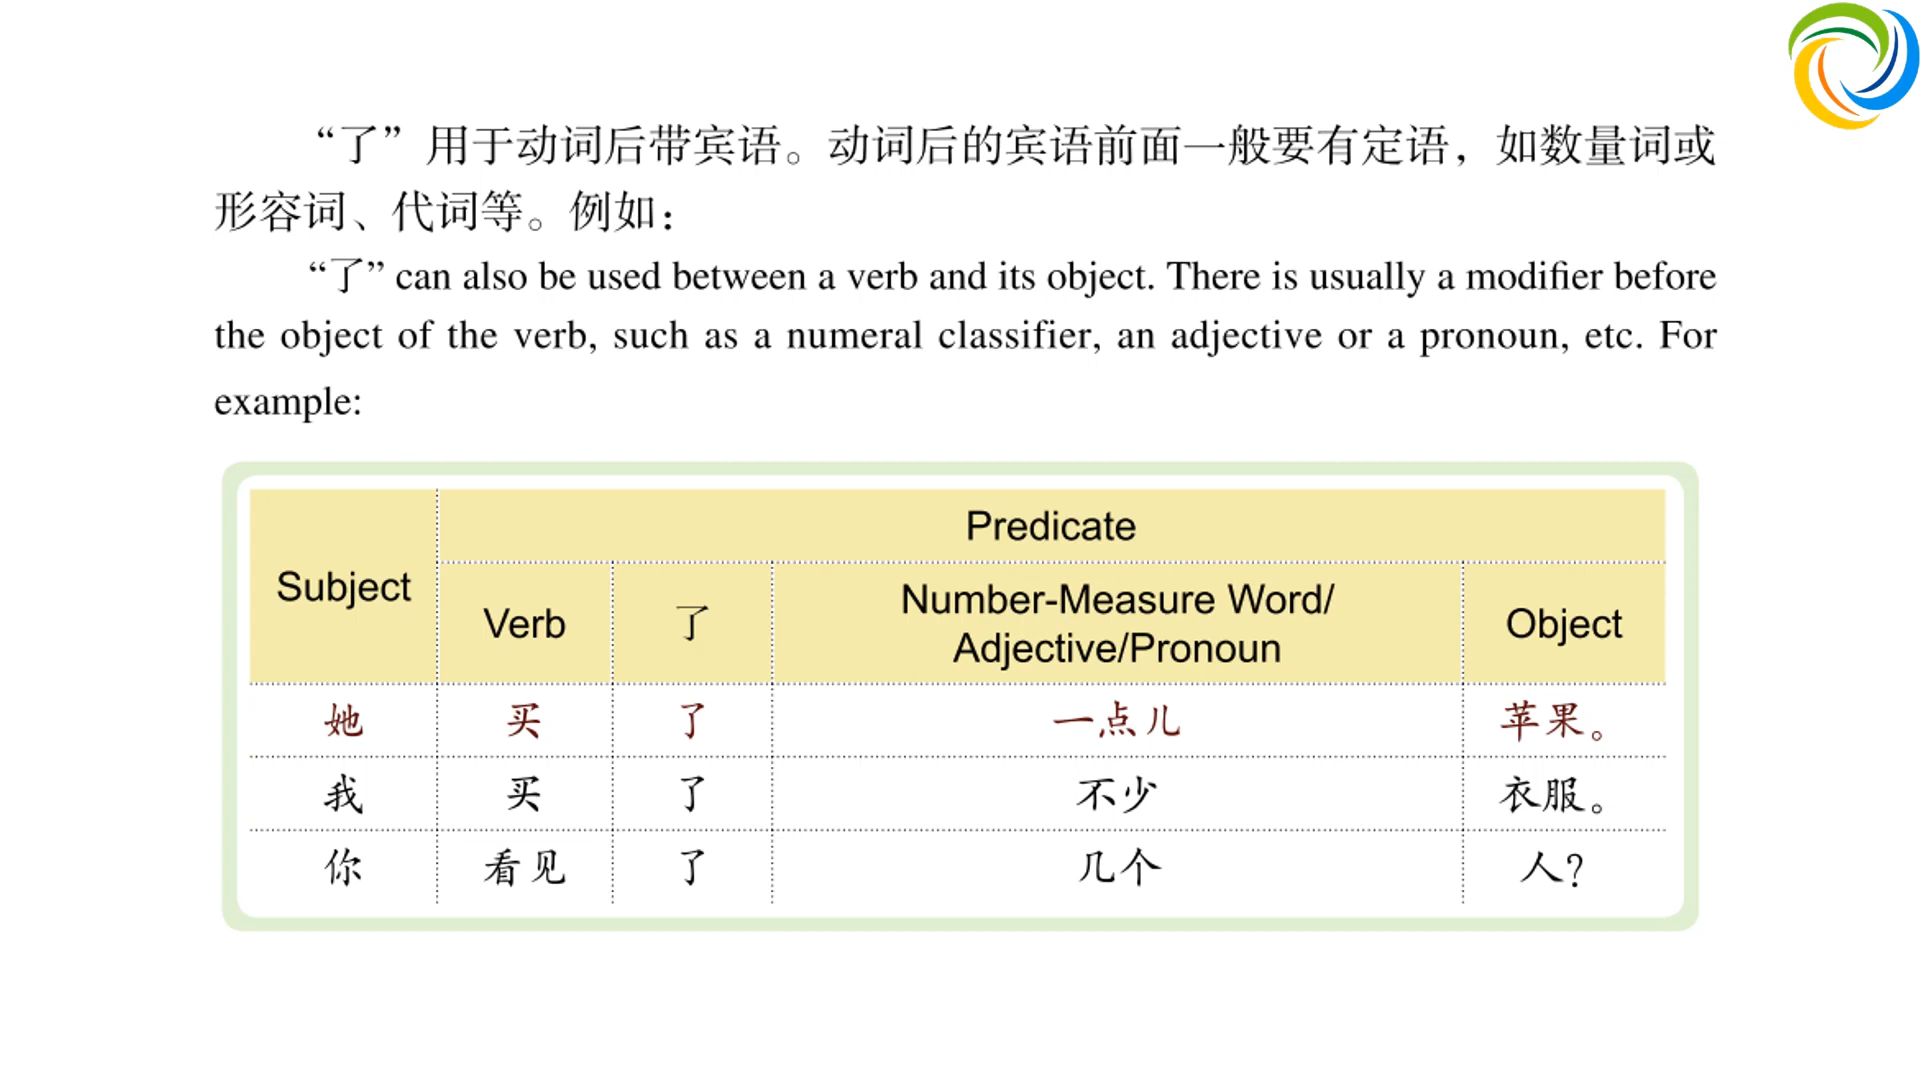 “了”用于动词后带宾语。动词后的宾语前面一般要有定语，如数量词或
形容词、代词等。例如：
“了” can also be used between a verb and its object. There is usually a modifier before
the object of the verb, such as a numeral classifier, an adjective or a pronoun, etc. For
example:
Predicate
Subject
Verb 了 Number-Measure Word/ Object
Adjective/Pronoun
她 买 了 一点儿 苹果。
我 买 了 不少 衣服。
你 看见 了 几个 人？